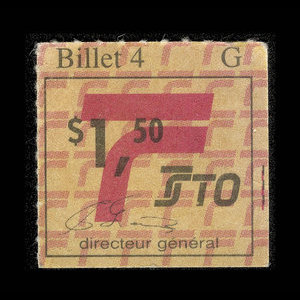 Billet 4 G
$1,50
STO
directeur général